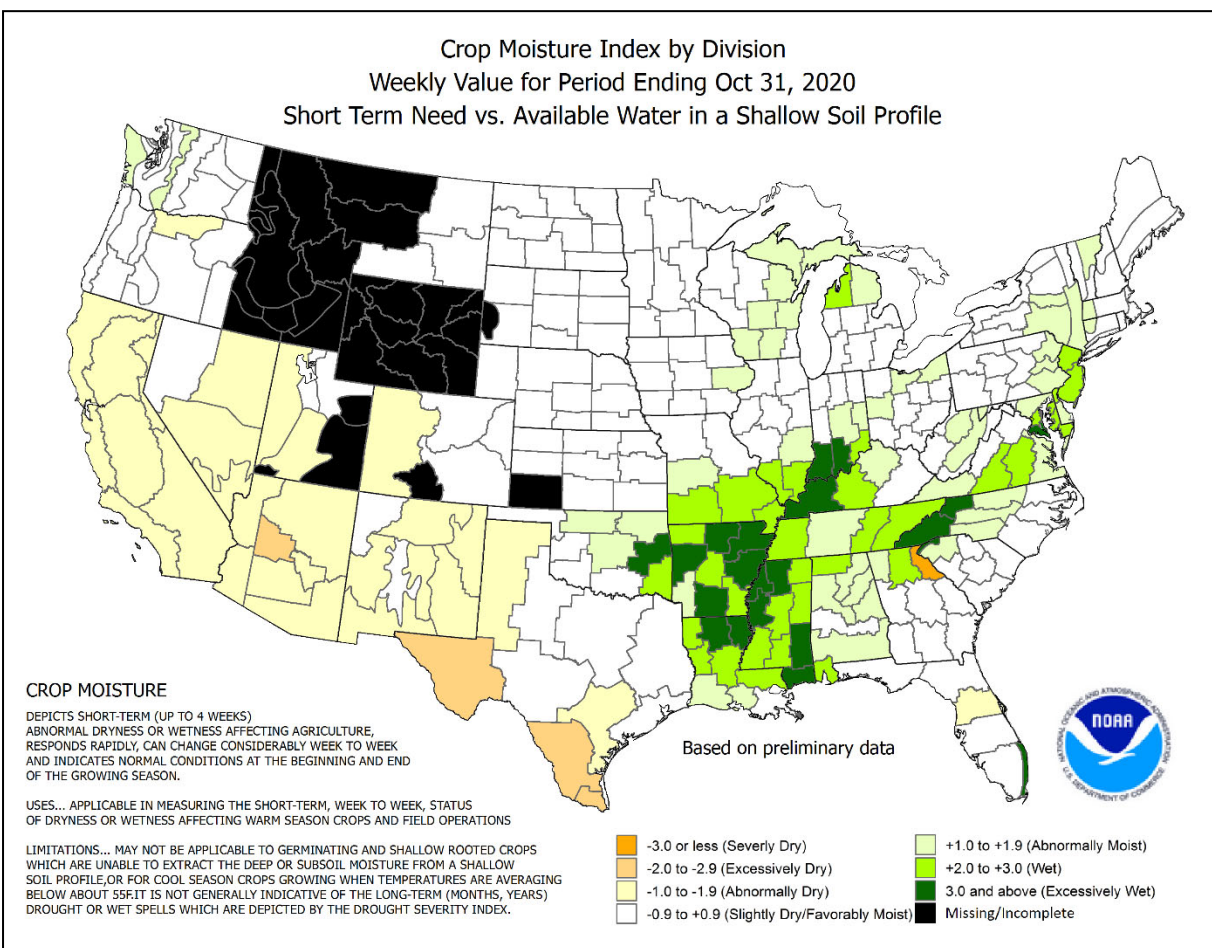 Crop Moisture Index by Division
Weekly Value for Period Ending Oct 31, 2020
Short Term Need vs. Available Water in a Shallow Soil Profile
CROP MOISTURE
DEPICTS SHORT-TERM (UP TO 4 WEEKS)
ABNORMAL DRYNESS OR WETNESS AFFECTING AGRICULTURE,
RESPONDS RAPIDLY, CAN CHANGE CONSIDERABLY WEEK TO WEEK
AND INDICATES NORMAL CONDITIONS AT THE BEGINNING AND END
OF THE GROWING SEASON.
USES... APPLICABLE IN MEASURING THE SHORT-TERM, WEEK TO WEEK, STATUS
OF DRYNESS OR WETNESS AFFECTING WARM SEASON CROPS AND FIELD OPERATIONS
LIMITATIONS... MAY NOT BE APPLICABLE TO GERMINATING AND SHALLOW ROOTED CROPS
WHICH ARE UNABLE TO EXTRACT THE DEEP OR SUBSOIL MOISTURE FROM A SHALLOW
SOIL PROFILE,OR FOR COOL SEASON CROPS GROWING WHEN TEMPERATURES ARE AVERAGING
BELOW ABOUT 55F.IT IS NOT GENERALLY INDICATIVE OF THE LONG-TERM (MONTHS, YEARS)
DROUGHT OR WET SPELLS WHICH ARE DEPICTED BY THE DROUGHT SEVERITY INDEX.
Based on preliminary data
NATIONAL OCEANIC AND ATMOSPHERIC ADMINISTRATION
NOAA
U.S. DEPARTMENT OF COMMERCE
-3.0 or less (Severly Dry)
-2.0 to -2.9 (Excessively Dry)
-1.0 to -1.9 (Abnormally Dry)
-0.9 to +0.9 (Slightly Dry/Favorably Moist)
+1.0 to +1.9 (Abnormally Moist)
+2.0 to +3.0 (Wet)
3.0 and above (Excessively Wet)
Missing/Incomplete